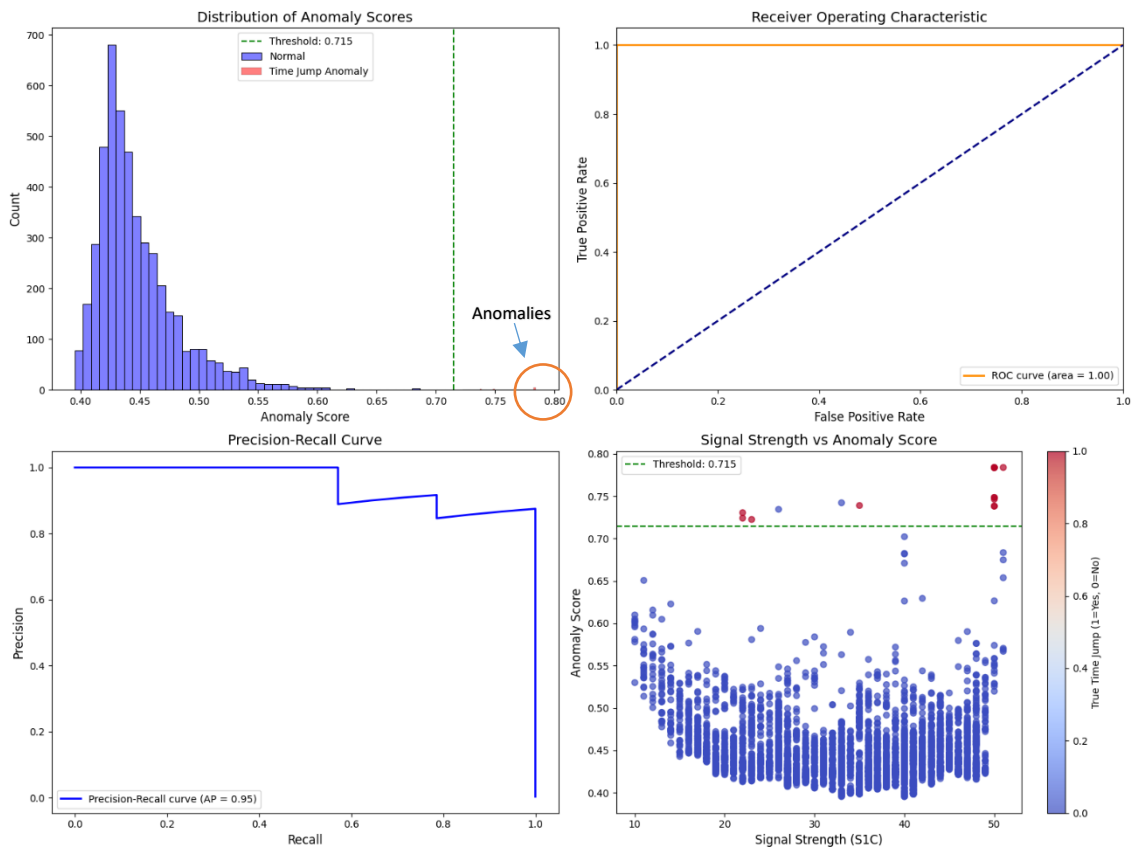 Distribution of Anomaly Scores
Threshold: 0.715
Normal
Time Jump Anomaly
Anomalies
Count
700
600
500
400
300
200
100
0
0.40 0.45 0.50 0.55 0.60 0.65 0.70 0.75 0.80
Anomaly Score
Receiver Operating Characteristic
True Positive Rate
1.0
0.8
0.6
0.4
0.2
0.0
ROC curve (area = 1.00)
0.0 0.2 0.4 0.6 0.8 1.0
False Positive Rate
Precision-Recall Curve
Precision
1.0
0.8
0.6
0.4
0.2
0.0
Precision-Recall curve (AP = 0.95)
0.0 0.2 0.4 0.6 0.8 1.0
Recall
Signal Strength vs Anomaly Score
Threshold: 0.715
Anomaly Score
0.80
0.75
0.70
0.65
0.60
0.55
0.50
0.45
0.40
10 20 30 40 50
Signal Strength (S1C)
1.0
0.8
0.6
0.4
0.2
0.0
True Time Jump (1=Yes, 0=No)